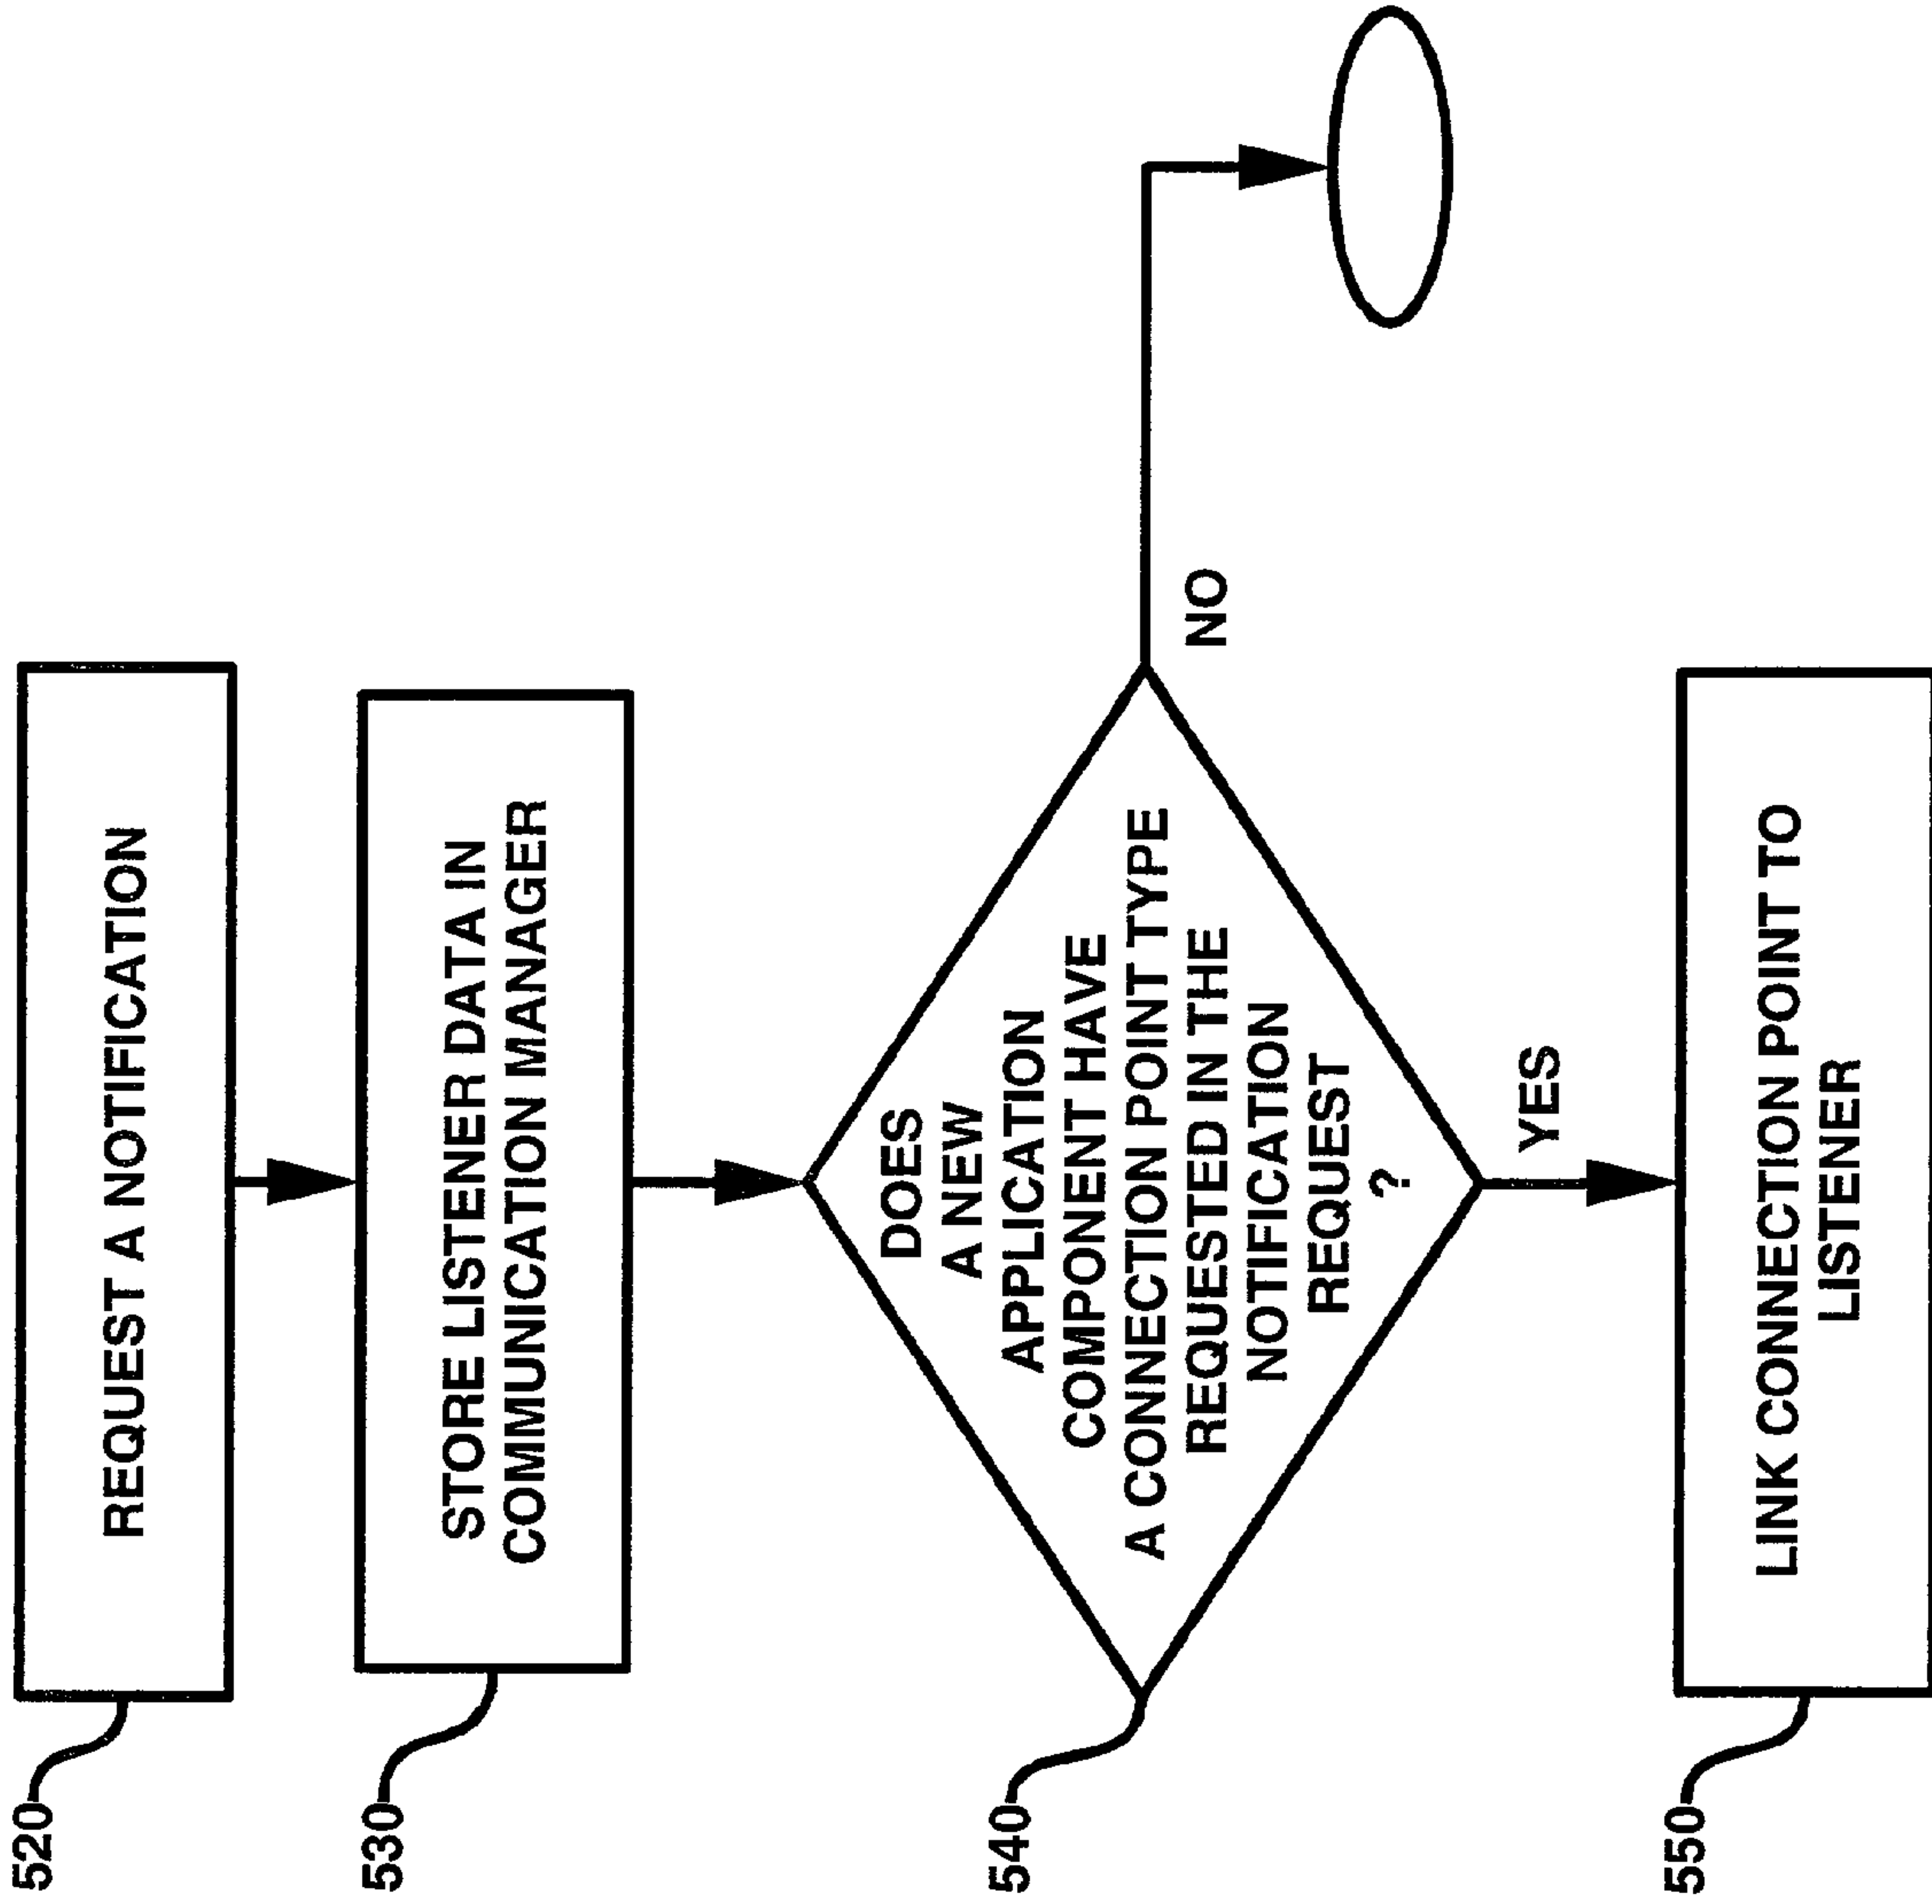 520
REQUEST A NOTIFICATION
530
STORE LISTENER DATA IN
COMMUNICATION MANAGER
540
DOES
A NEW
APPLICATION
COMPONENT HAVE
A CONNECTION POINT TYPE
REQUESTED IN THE
NOTIFICATION
REQUEST
?
NO
YES
550
LINK CONNECTION POINT TO
LISTENER